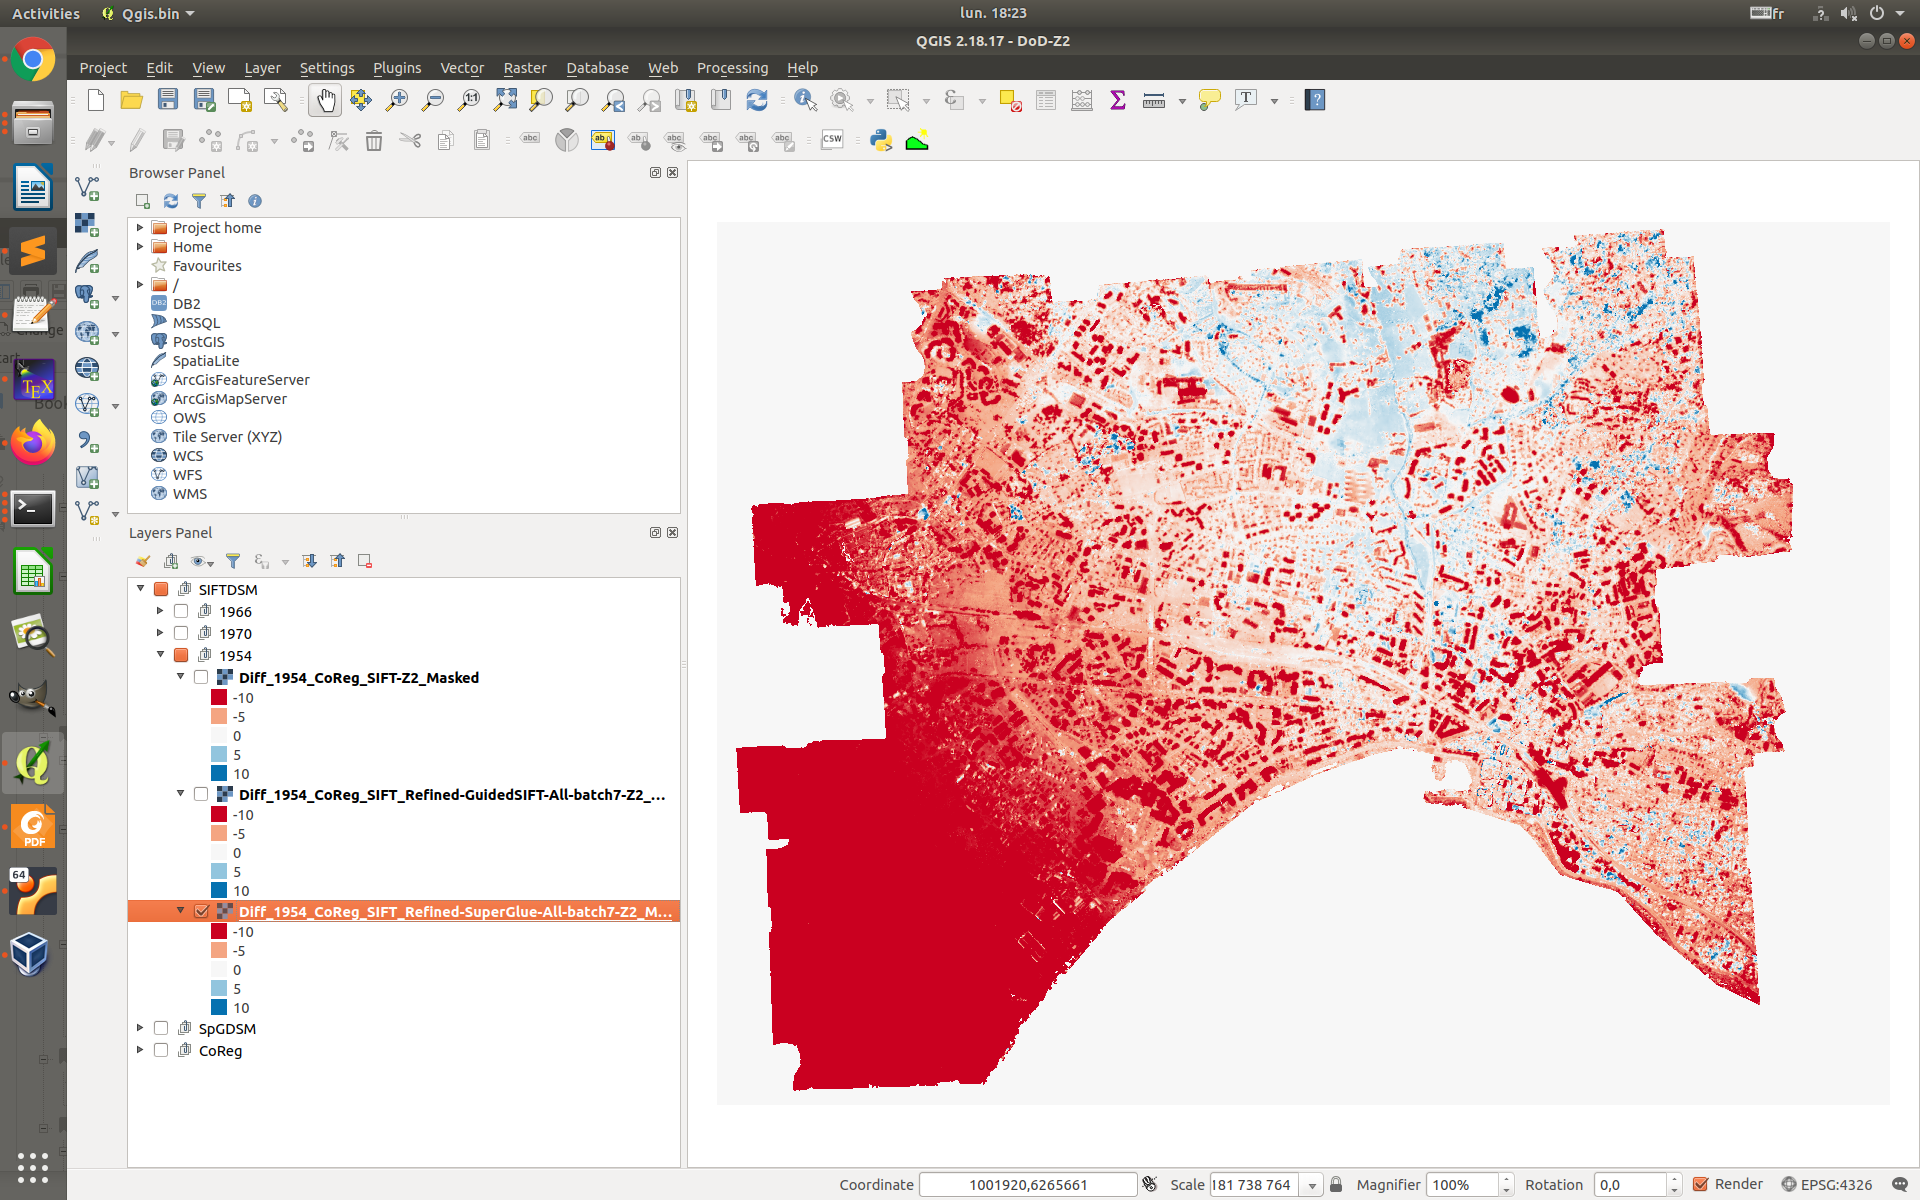 Activities
Qgis.bin
lun. 18:23
fr
QGIS 2.18.17 - DoD-Z2
Project Edit View Layer Settings Plugins Vector Raster Database Web Processing Help
Browser Panel
Project home
Home
Favourites
/
DB2
MSSQL
PostGIS
SpatiaLite
ArcGisFeatureServer
ArcGisMapServer
OWS
Tile Server (XYZ)
WCS
WFS
WMS
Layers Panel
SIFTDSM
1966
1970
1954
Diff_1954_CoReg_SIFT-Z2_Masked
-10
-5
0
5
10
Diff_1954_CoReg_SIFT_Refined-GuidedSIFT-All-batch7-Z2_...
-10
-5
0
5
10
Diff_1954_CoReg_SIFT_Refined-SuperGlue-All-batch7-Z2_M...
-10
-5
0
5
10
SpGDSM
CoReg
Coordinate 1001920,6265661 Scale 181 738 764 Magnifier 100% Rotation 0,0 Render EPSG:4326